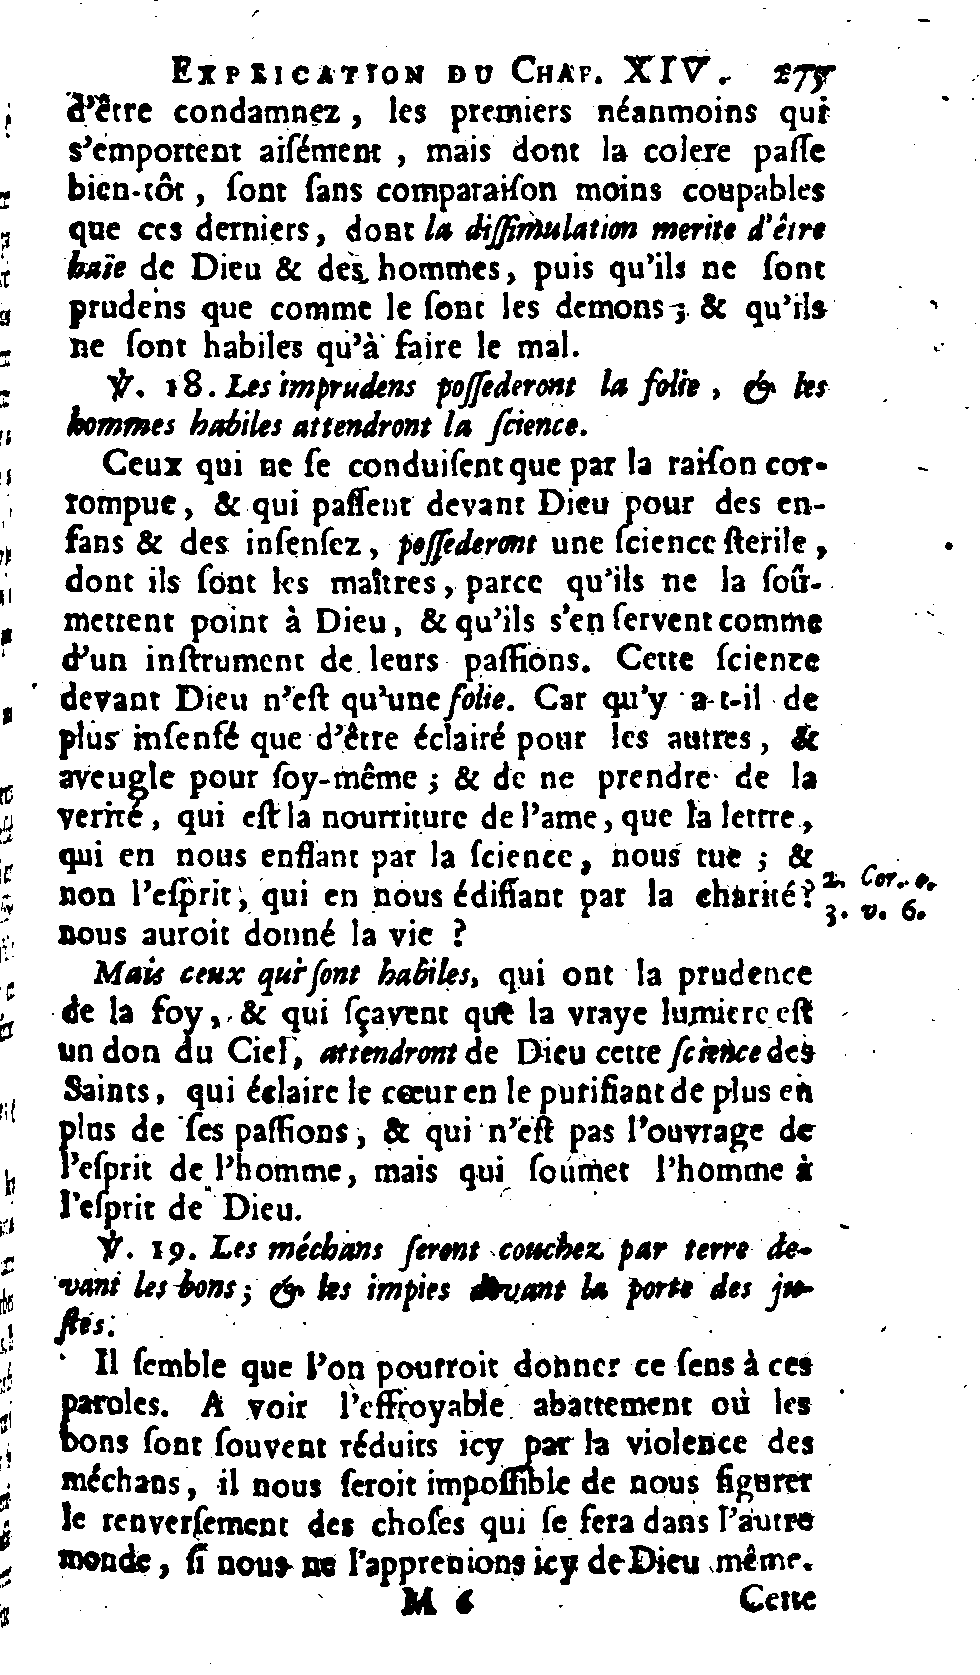 EXPLICATION DU CHAP. XIV. 275
d'être condamnez, les premiers néanmoins qui
s'emportent aiſément, mais dont la colere paſſe
bien-tôt, ſont ſans comparaiſon moins coupables
que ces derniers, dont la diſſimulation merite d'être
haïe de Dieu & des hommes, puis qu'ils ne ſont
prudens que comme le ſont les demons; & qu'ils
ne ſont habiles qu'à faire le mal.
℣. 18. Les imprudens poſſederont la folie, & les
hommes habiles attendront la ſcience.
Ceux qui ne ſe conduiſent que par la raiſon cor-
rompue, & qui paſſent devant Dieu pour des en-
fans & des inſenſez, poſſederont une ſcience ſterile,
dont ils ſont les maîtres, parce qu'ils ne la ſoû-
mettent point à Dieu, & qu'ils s'en ſervent comme
d'un inſtrument de leurs paſſions. Cette ſcience
devant Dieu n'eſt qu'une folie. Car qu'y a-t-il de
plus inſenſé que d'être éclairé pour les autres, &
aveugle pour ſoy-même; & de ne prendre de la
verité, qui eſt la nourriture de l'ame, que la lettre,
qui en nous enflant par la ſcience, nous tue; &
non l'eſprit, qui en nous édifiant par la charité?
nous auroit donné la vie?
2. Cor. c.
3. v. 6.
Mais ceux qui ſont habiles, qui ont la prudence
de la foy, & qui ſçavent que la vraye lumiere eſt
un don du Ciel, attendront de Dieu cette ſcience des
Saints, qui éclaire le cœur en le purifiant de plus en
plus de ſes paſſions, & qui n'eſt pas l'ouvrage de
l'eſprit de l'homme, mais qui ſoumet l'homme à
l'eſprit de Dieu.
℣. 19. Les méchans ſeront couchez par terre de-
vant les bons; & les impies devant la porte des ju-
ſtes.
Il ſemble que l'on pourroit donner ce ſens à ces
paroles. A voir l'effroyable abattement où les
bons ſont ſouvent réduits icy par la violence des
méchans, il nous ſeroit impoſſible de nous figurer
le renverſement des choſes qui ſe fera dans l'autre
monde, ſi nous ne l'apprenions icy de Dieu même.
M 6 Cette